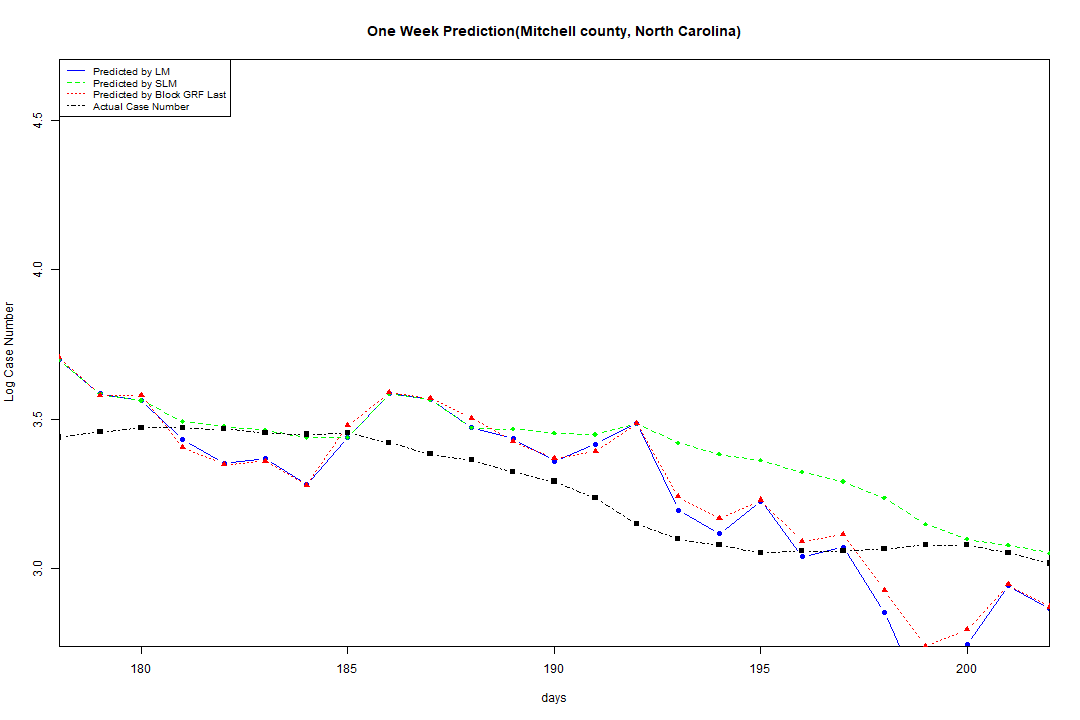 One Week Prediction(Mitchell county, North Carolina)
Predicted by LM
Predicted by SLM
Predicted by Block GRF Last
Actual Case Number
4.5
4.0
3.5
3.0
Log Case Number
180 185 190 195 200
days